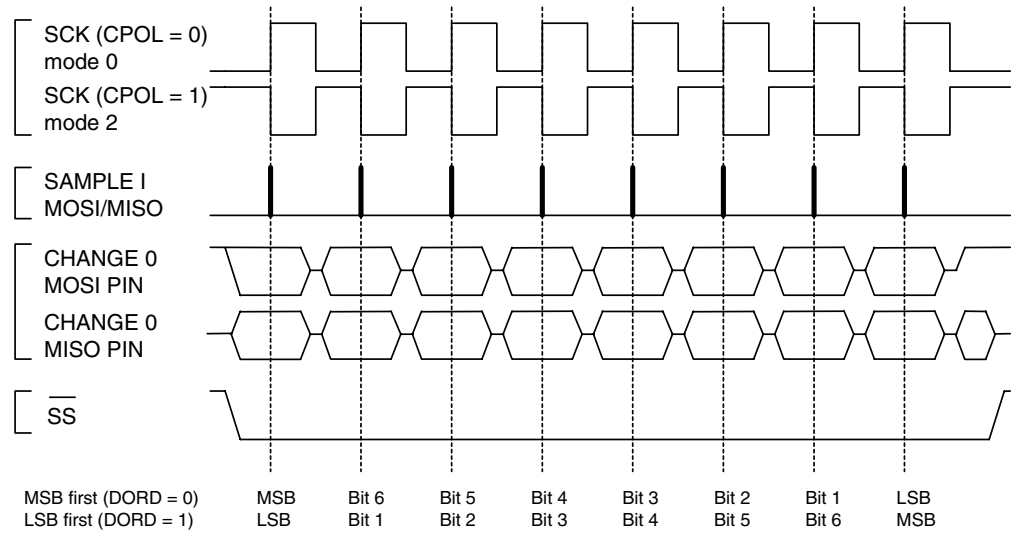 SCK (CPOL = 0)
mode 0
SCK (CPOL = 1)
mode 2
SAMPLE I
MOSI/MISO
CHANGE 0
MOSI PIN
CHANGE 0
MISO PIN
SS
MSB first (DORD = 0) MSB Bit 6 Bit 5 Bit 4 Bit 3 Bit 2 Bit 1 LSB
LSB first (DORD = 1) LSB Bit 1 Bit 2 Bit 3 Bit 4 Bit 5 Bit 6 MSB